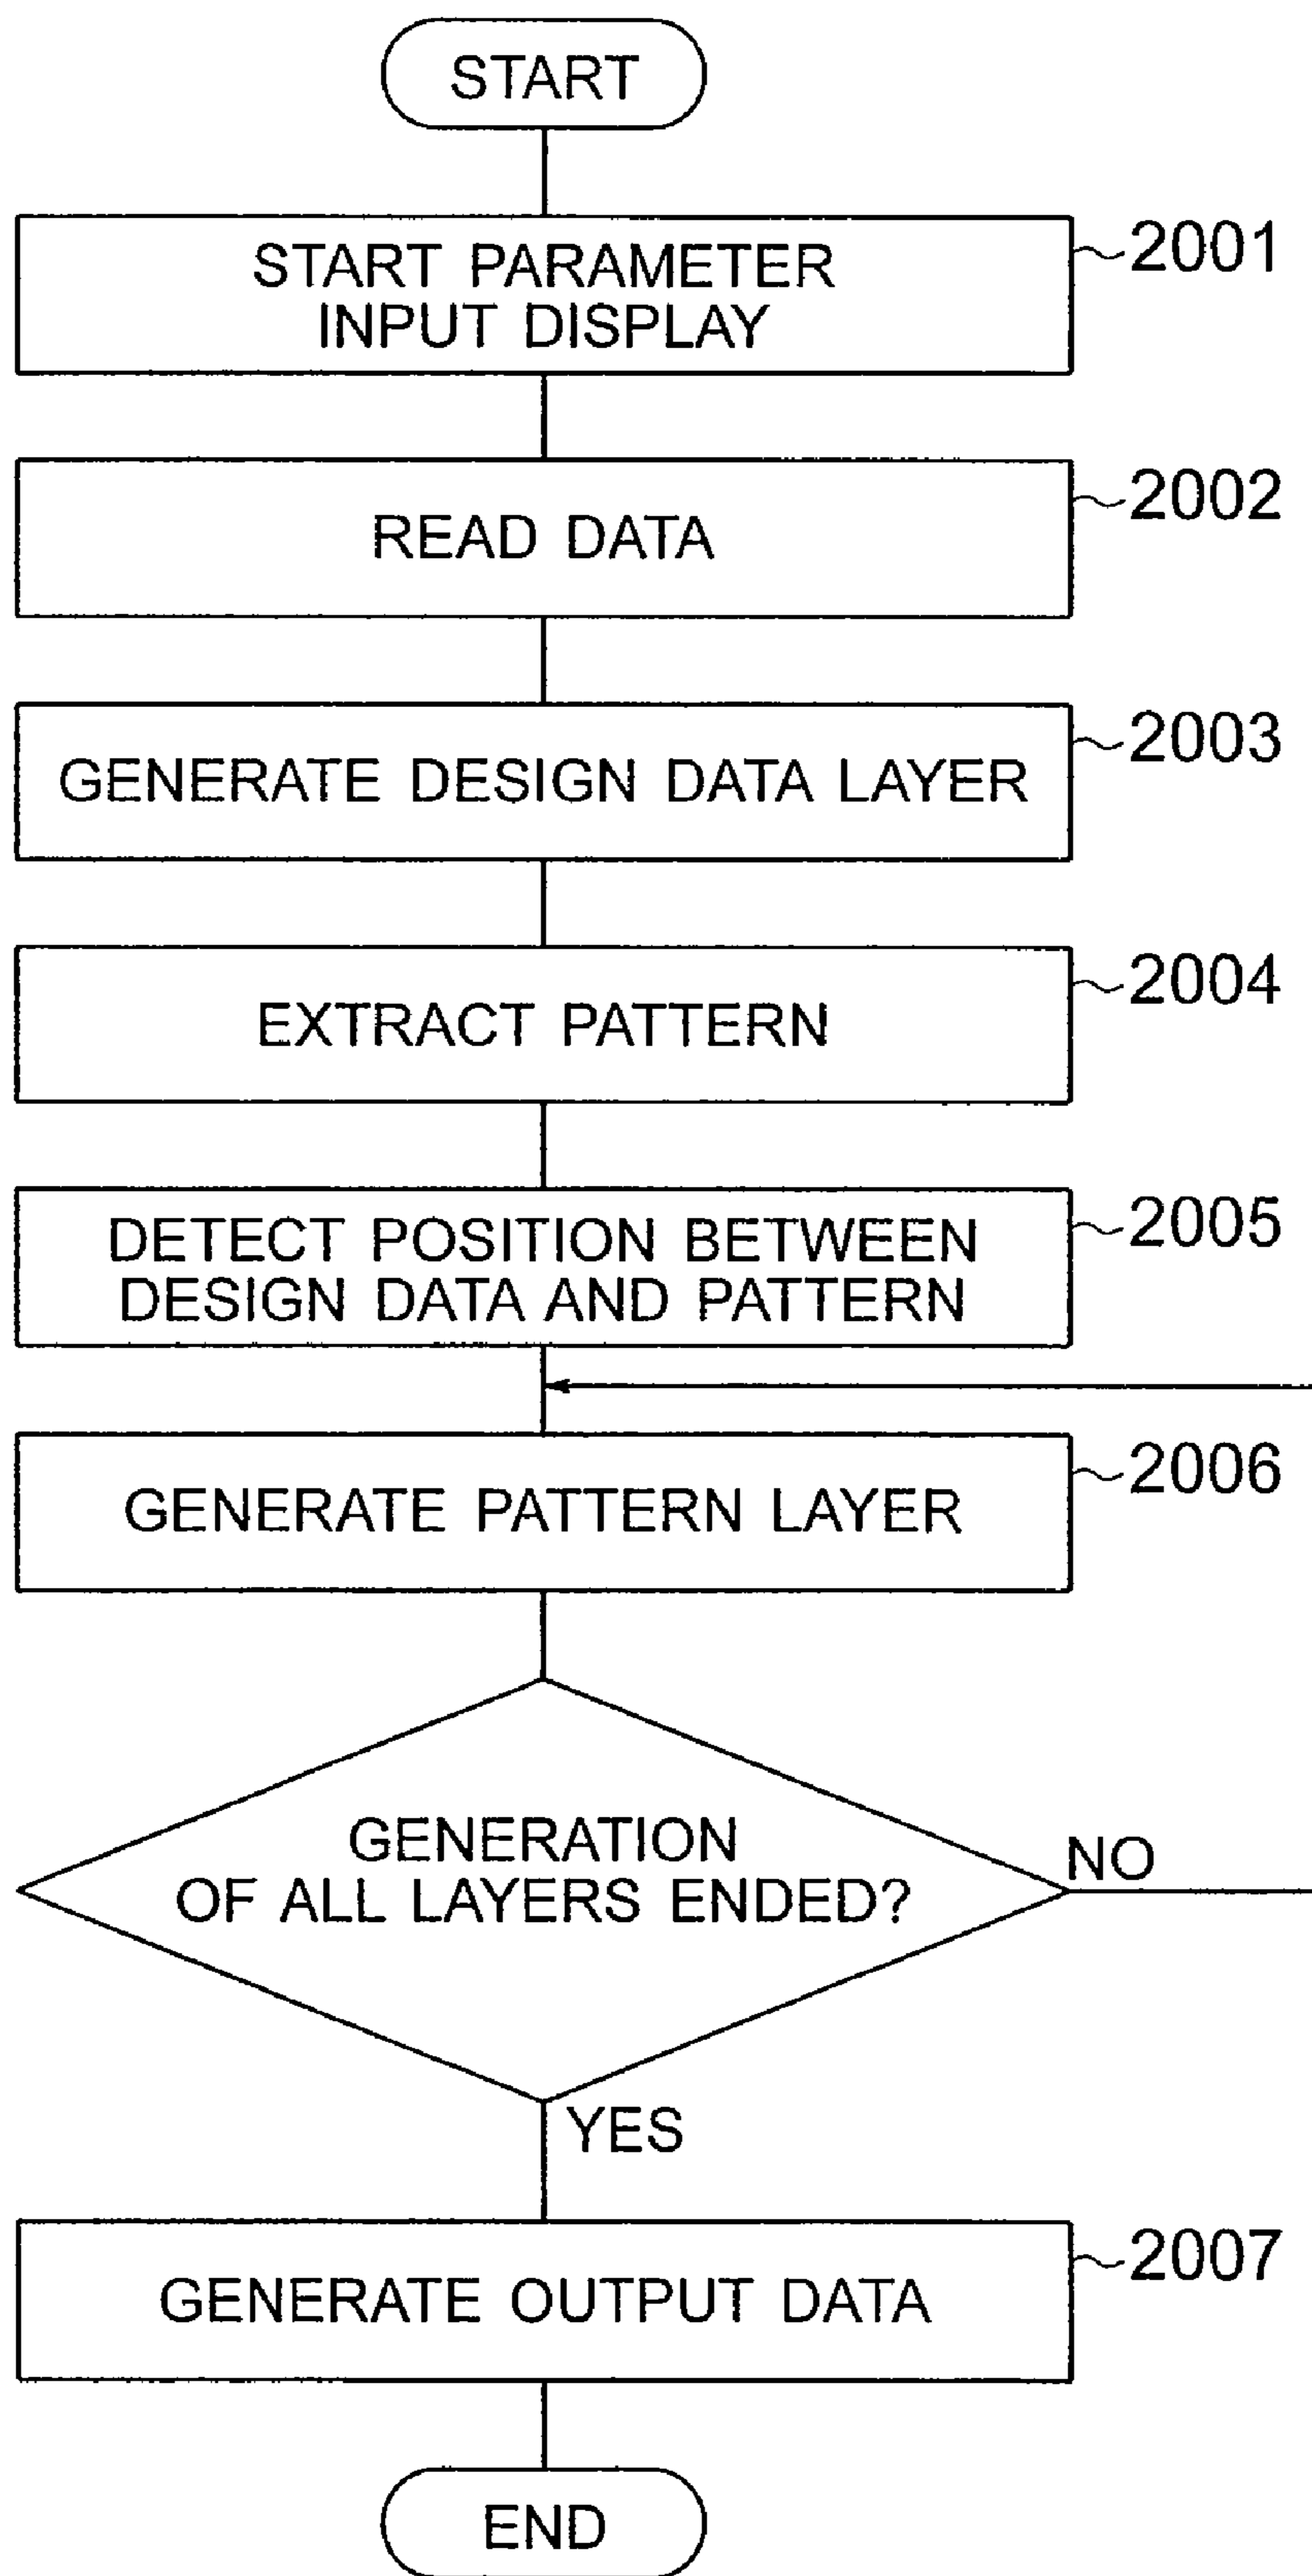 START
START PARAMETER
INPUT DISPLAY
2001
READ DATA
2002
GENERATE DESIGN DATA LAYER
2003
EXTRACT PATTERN
2004
DETECT POSITION BETWEEN
DESIGN DATA AND PATTERN
2005
GENERATE PATTERN LAYER
2006
GENERATION
OF ALL LAYERS ENDED?
NO
YES
GENERATE OUTPUT DATA
2007
END